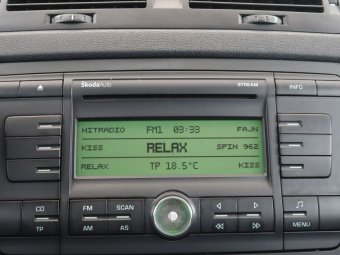 ŠkodaAuto STREAM
INFO
HITRADIO FM1 03:33 FAJN
KISS RELAX SPIN 962
RELAX TP 18.5°C KISS
CD FM SCAN
TP AM AS MENU